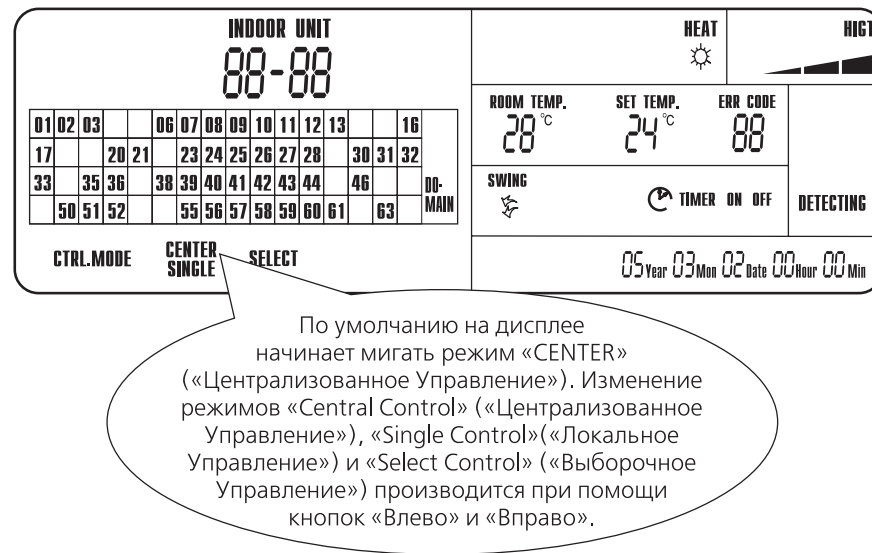 INDOOR UNIT
88-88
01 02 03 06 07 08 09 10 11 12 13 16
17 20 21 23 24 25 26 27 28 30 31 32
33 35 36 38 39 40 41 42 43 44 46
50 51 52 55 56 57 58 59 60 61 63
DO-
MAIN
CTRL.MODE
CENTER
SINGLE
SELECT
HEAT
HIGT
ROOM TEMP. SET TEMP. ERR CODE
28 °C 24 °C 88
SWING
TIMER ON OFF
DETECTING
05 Year 03 Mon 02 Date 00 Hour 00 Min
По умолчанию на дисплее
начинает мигать режим «CENTER»
(«Централизованное Управление»). Изменение
режимов «Central Control» («Централизованное
Управление»), «Single Control»(«Локальное
Управление») и «Select Control» («Выборочное
Управление») производится при помощи
кнопок «Влево» и «Вправо».